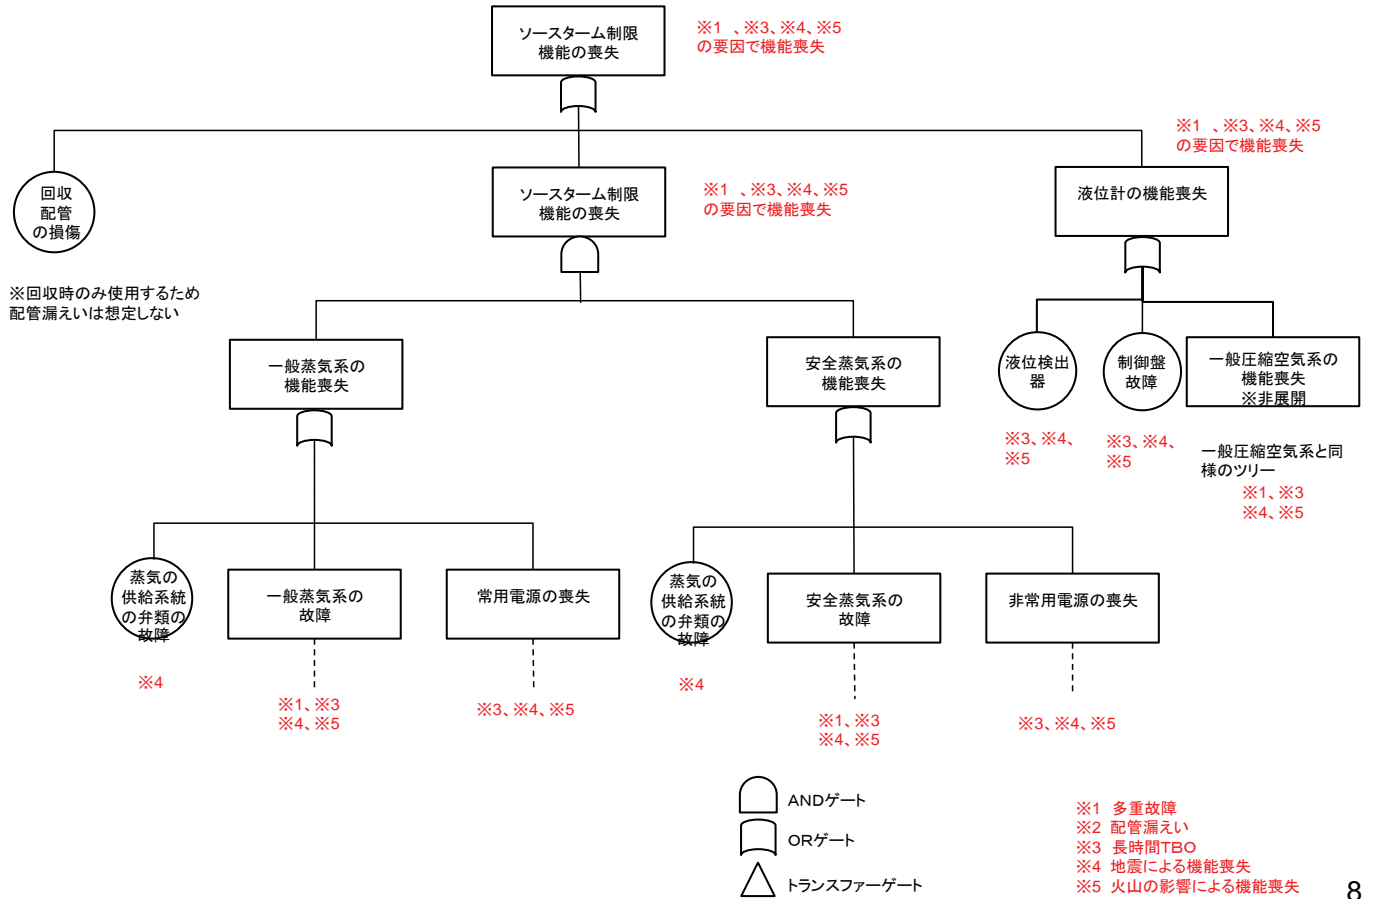 ソースターム制限
機能の喪失
※1 、※3、※4、※5
の要因で機能喪失
※1 、※3、※4、※5
の要因で機能喪失
回収
配管
の損傷
ソースターム制限
機能の喪失
※1 、※3、※4、※5
の要因で機能喪失
液位計の機能喪失
※回収時のみ使用するため
配管漏えいは想定しない
一般蒸気系の
機能喪失
安全蒸気系の
機能喪失
液位検出
器
制御盤
故障
一般圧縮空気系の
機能喪失
※非展開
※3、※4、
※5
※3、※4、
※5
一般圧縮空気系と同
様のツリー
※1、※3
※4、※5
蒸気の
供給系統
の弁類の
故障
一般蒸気系の
故障
常用電源の喪失
蒸気の
供給系統
の弁類の
故障
安全蒸気系の
故障
非常用電源の喪失
※4
※1、※3
※4、※5
※3、※4、※5
※4
※1、※3
※4、※5
※3、※4、※5
ANDゲート
ORゲート
トランスファーゲート
※1 多重故障
※2 配管漏えい
※3 長時間TBO
※4 地震による機能喪失
※5 火山の影響による機能喪失
8